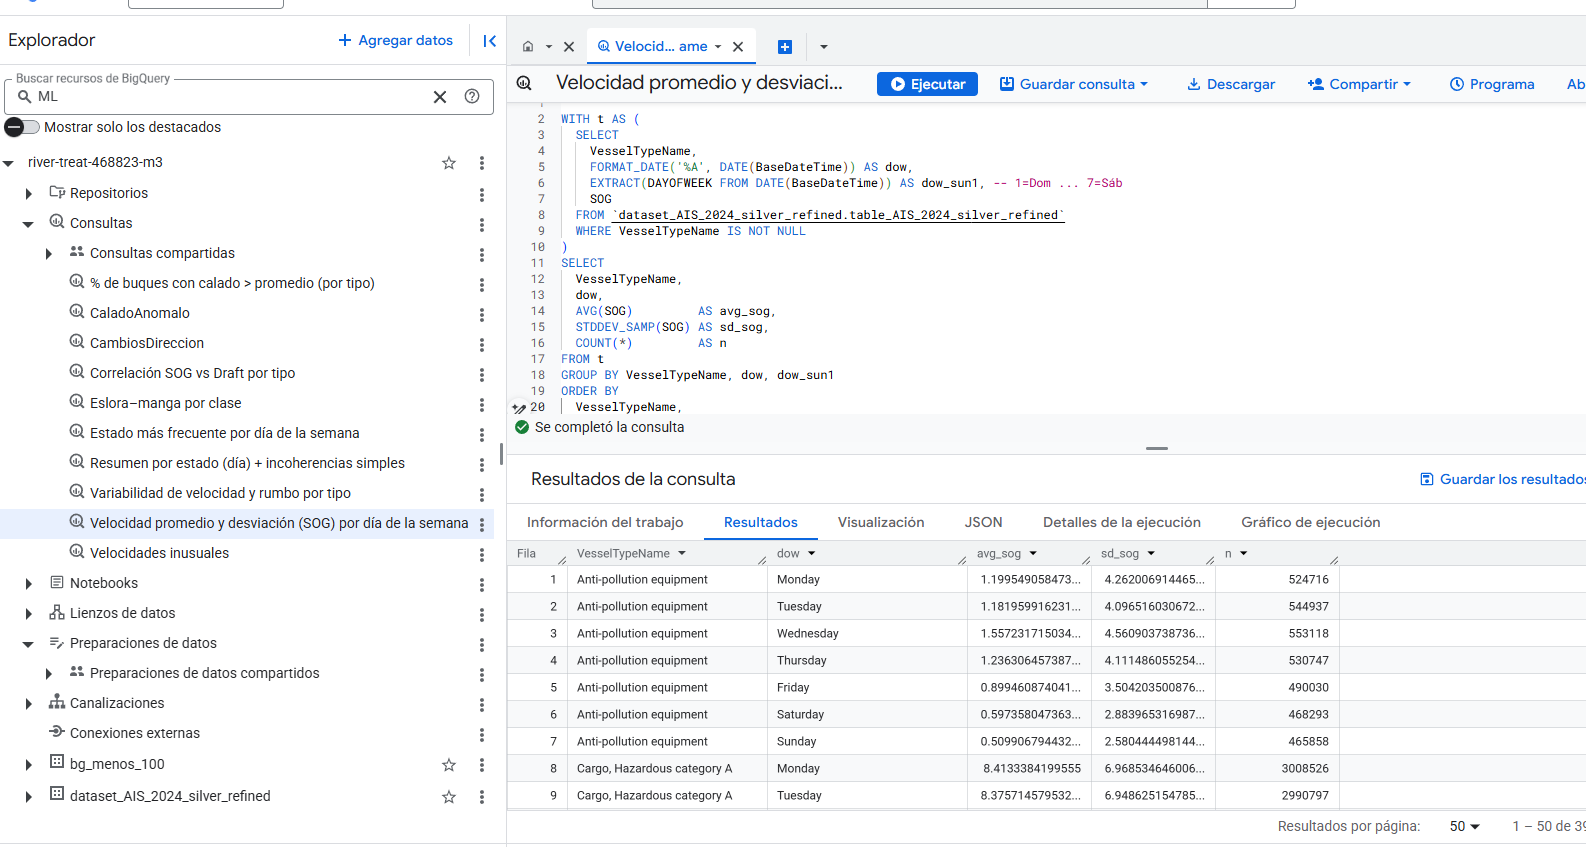 Explorador
+ Agregar datos
Buscar recursos de BigQuery
ML
Mostrar solo los destacados
river-treat-468823-m3
Repositorios
Consultas
Consultas compartidas
% de buques con calado > promedio (por tipo)
CaladoAnomalo
CambiosDireccion
Correlación SOG vs Draft por tipo
Eslora–manga por clase
Estado más frecuente por día de la semana
Resumen por estado (día) + incoherencias simples
Variabilidad de velocidad y rumbo por tipo
Velocidad promedio y desviación (SOG) por día de la semana
Velocidades inusuales
Notebooks
Lienzos de datos
Preparaciones de datos
Preparaciones de datos compartidos
Canalizaciones
Conexiones externas
bg_menos_100
dataset_AIS_2024_silver_refined
Velocid... ame
Velocidad promedio y desviaci...
Ejecutar
Guardar consulta
Descargar
Compartir
Programa
Ab
2 WITH t AS (
3 SELECT
4 VesselTypeName,
5 FORMAT_DATE('%A', DATE(BaseDateTime)) AS dow,
6 EXTRACT(DAYOFWEEK FROM DATE(BaseDateTime)) AS dow_sun1, -- 1=Dom ... 7=Sáb
7 SOG
8 FROM `dataset_AIS_2024_silver_refined.table_AIS_2024_silver_refined`
9 WHERE VesselTypeName IS NOT NULL
10 )
11 SELECT
12 VesselTypeName,
13 dow,
14 AVG(SOG) AS avg_sog,
15 STDDEV_SAMP(SOG) AS sd_sog,
16 COUNT(*) AS n
17 FROM t
18 GROUP BY VesselTypeName, dow, dow_sun1
19 ORDER BY
20 VesselTypeName,
Se completó la consulta
Resultados de la consulta
Guardar los resultados
Información del trabajo
Resultados
Visualización
JSON
Detalles de la ejecución
Gráfico de ejecución
Fila VesselTypeName dow avg_sog sd_sog n
1 Anti-pollution equipment Monday 1.199549058473... 4.262006914465... 524716
2 Anti-pollution equipment Tuesday 1.181959916231... 4.096516030672... 544937
3 Anti-pollution equipment Wednesday 1.557231715034... 4.560903738736... 553118
4 Anti-pollution equipment Thursday 1.236306457387... 4.111486055254... 530747
5 Anti-pollution equipment Friday 0.899460874041... 3.504203500876... 490030
6 Anti-pollution equipment Saturday 0.597358047363... 2.883965316987... 468293
7 Anti-pollution equipment Sunday 0.509906794432... 2.580444498144... 465858
8 Cargo, Hazardous category A Monday 8.4133384199555 6.968534646006... 3008526
9 Cargo, Hazardous category A Tuesday 8.375714579532... 6.948625154785... 2990797
Resultados por página: 50 1 – 50 de 39